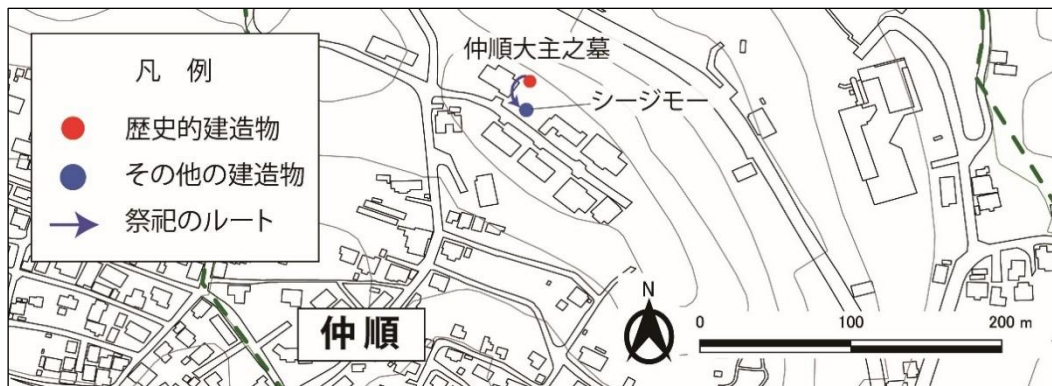 凡 例
歴史的建造物
その他の建造物
祭祀のルート
仲順大主之墓
シージモー
仲順
N
0 100 200 m